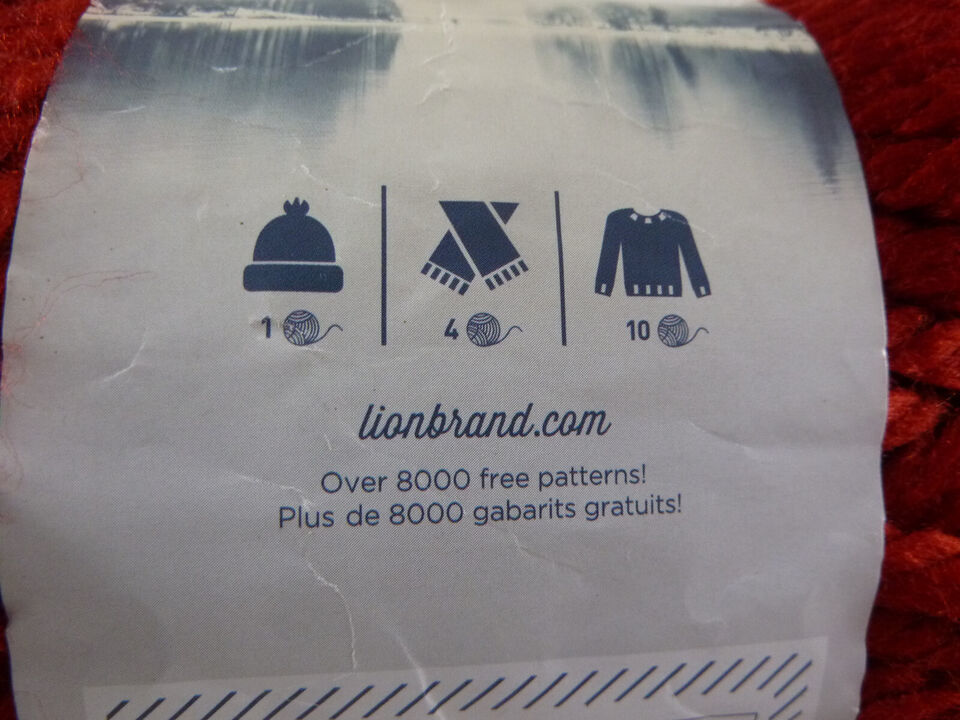 1 4 10
lionbrand.com
Over 8000 free patterns!
Plus de 8000 gabarits gratuits!